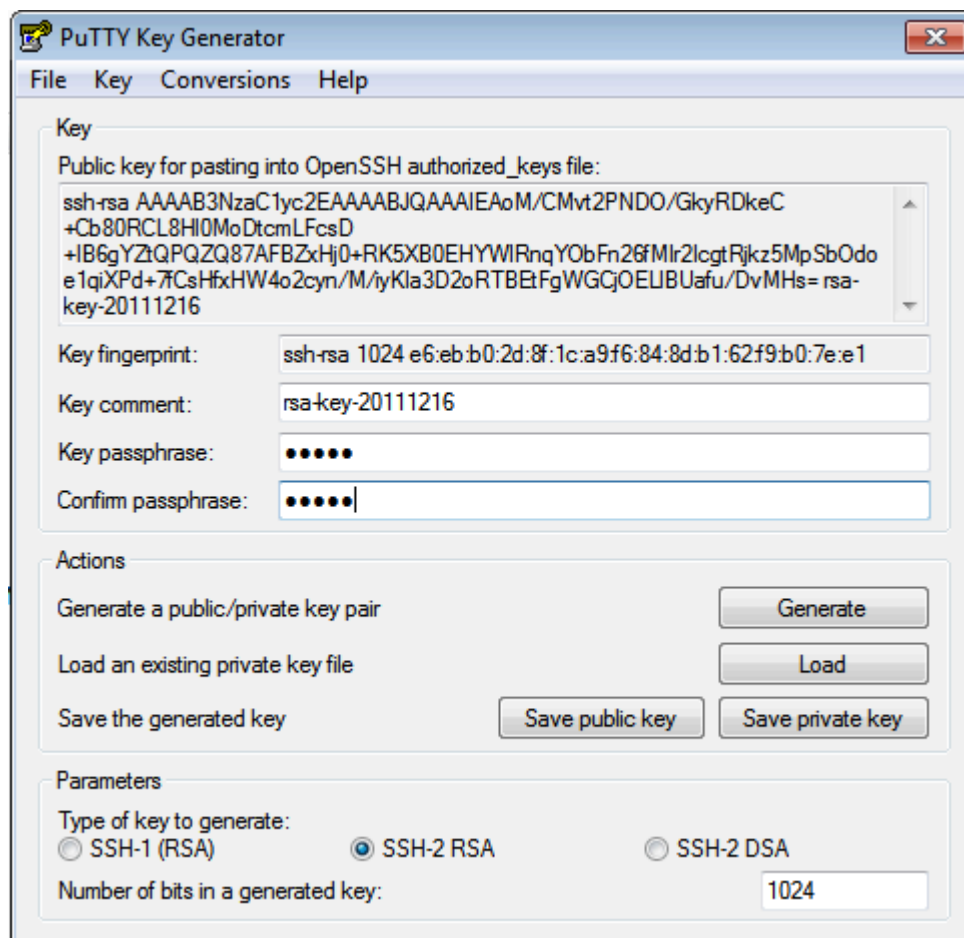 PuTTY Key Generator
File Key Conversions Help
Key
Public key for pasting into OpenSSH authorized_keys file:
ssh-rsa AAAAB3NzaC1yc2EAAAABJQAAAIEAoM/CMvt2PNDO/GkyRDkeC
+Cb80RCL8HI0MoDtcmLFcsD
+IB6gYZtQPQZQ87AFBZxHj0+RK5XB0EHYWlRnqYObFn26fMIr2IcgtRjkz5MpSbOdo
e1qiXPd+7fCsHfxHW4o2cyn/M/iyKIa3D2oRTBEtFgWGCjOELIBUafu/DvMHs= rsa-
key-20111216
Key fingerprint: ssh-rsa 1024 e6:eb:b0:2d:8f:1c:a9:f6:84:8d:b1:62:f9:b0:7e:e1
Key comment: rsa-key-20111216
Key passphrase: ●●●●●
Confirm passphrase: ●●●●●
Actions
Generate a public/private key pair Generate
Load an existing private key file Load
Save the generated key Save public key Save private key
Parameters
Type of key to generate:
SSH-1 (RSA) SSH-2 RSA SSH-2 DSA
Number of bits in a generated key: 1024